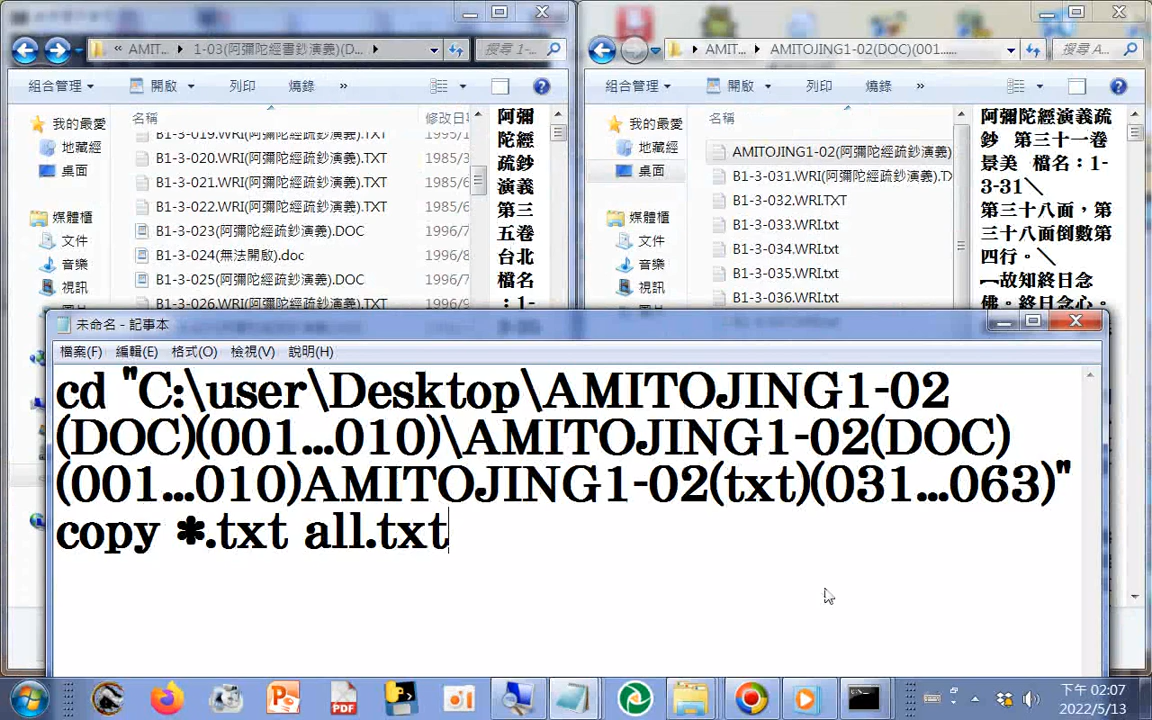 « AMIT... ▸ 1-03(阿彌陀經書鈔演義)(D... ▸
搜尋 1-...
組合管理 開啟 列印 燒錄 »
我的最愛
地藏經
桌面
媒體櫃
文件
音樂
視訊
名稱 修改日
B1-3-019.WRI(阿彌陀經疏鈔演義).TXT 1995/1
B1-3-020.WRI(阿彌陀經疏鈔演義).TXT 1985/3
B1-3-021.WRI(阿彌陀經疏鈔演義).TXT 1985/6
B1-3-022.WRI(阿彌陀經疏鈔演義).TXT 1985/6
B1-3-023(阿彌陀經疏鈔演義).DOC 1996/7
B1-3-024(無法開啟).doc 1996/8
B1-3-025(阿彌陀經疏鈔演義).DOC 1996/7
B1-3-026.WRI(阿彌陀經疏鈔演義).TXT 1996/9
阿彌
陀經
疏鈔
演義
第三
五卷
台北
檔名
：1-
AMIT... ▸ AMITOJING1-02(DOC)(001......
搜尋 A...
組合管理 開啟 列印 燒錄 »
我的最愛
地藏經
桌面
媒體櫃
文件
音樂
視訊
名稱
AMITOJING1-02(阿彌陀經疏鈔演義)
B1-3-031.WRI(阿彌陀經疏鈔演義).TX
B1-3-032.WRI.TXT
B1-3-033.WRI.txt
B1-3-034.WRI.txt
B1-3-035.WRI.txt
B1-3-036.WRI.txt
阿彌陀經演義疏
鈔　第三十一卷
景美　檔名：1-
3-31＼
第三十八面，第
三十八面倒數第
四行。＼
【故知終日念
佛。終日念心。
未命名 - 記事本
檔案(F) 編輯(E) 格式(O) 檢視(V) 說明(H)
cd "C:\user\Desktop\AMITOJING1-02
(DOC)(001...010)\AMITOJING1-02(DOC)
(001...010)AMITOJING1-02(txt)(031...063)"
copy *.txt all.txt
下午 02:07
2022/5/13